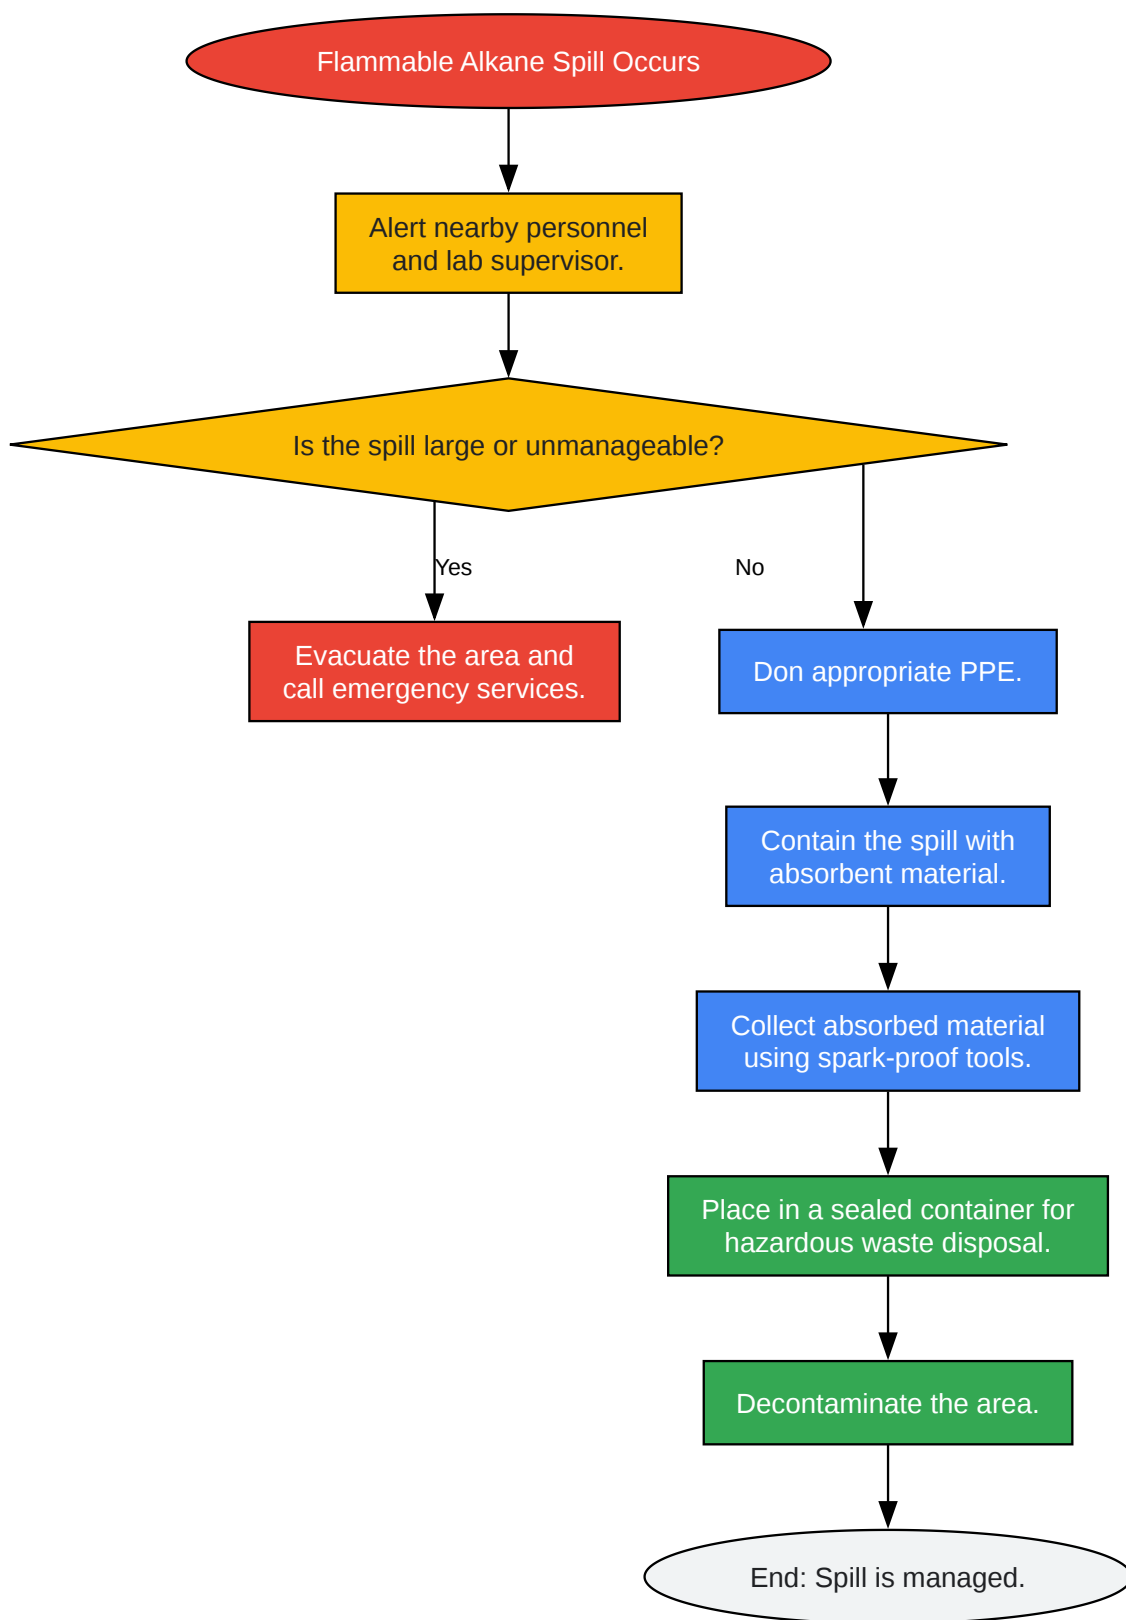 Flammable Alkane Spill Occurs
Alert nearby personnel
and lab supervisor.
Is the spill large or unmanageable?
Yes
No
Evacuate the area and
call emergency services.
Don appropriate PPE.
Contain the spill with
absorbent material.
Collect absorbed material
using spark-proof tools.
Place in a sealed container for
hazardous waste disposal.
Decontaminate the area.
End: Spill is managed.